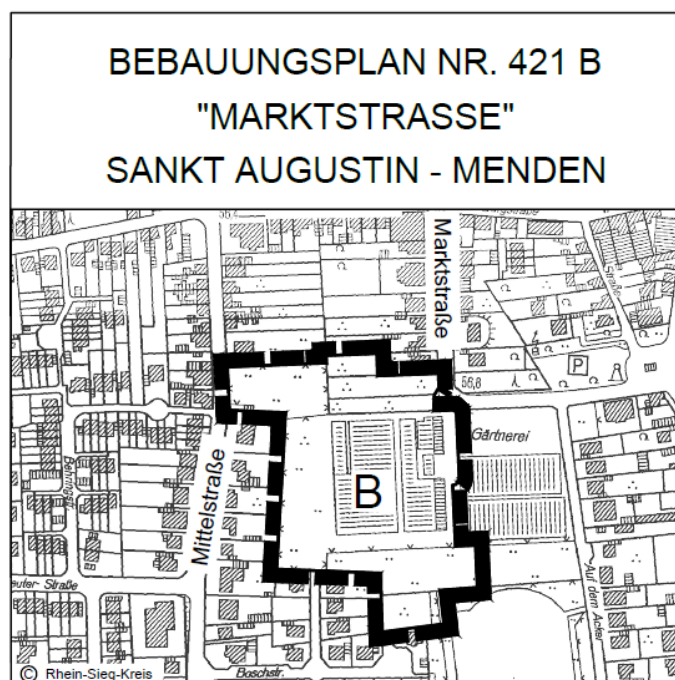 BEBAUUNGSPLAN NR. 421 B
"MARKTSTRASSE"
SANKT AUGUSTIN - MENDEN
Marktstraße
Straße
P
56,8
Gärtnerei
B
Mittelstraße
Auf dem Acker
Boschstr.
© Rhein-Sieg-Kreis